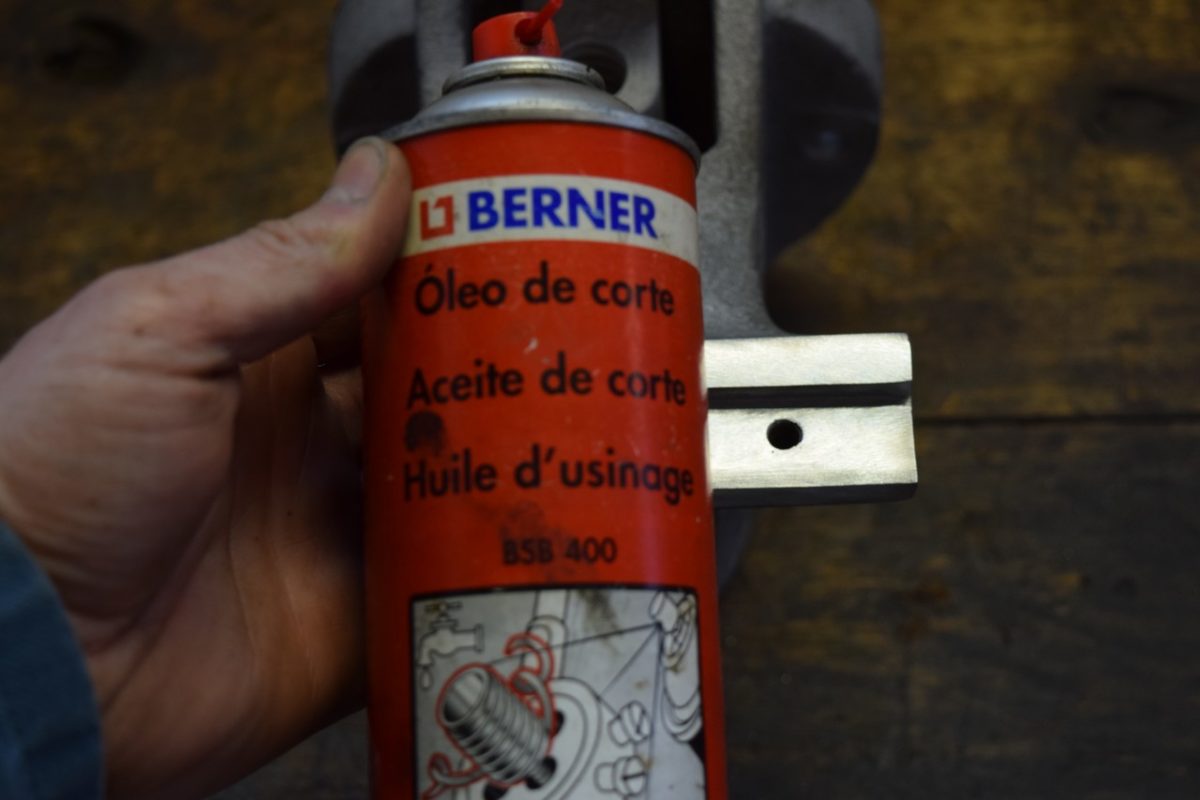 BERNER
Óleo de corte
Aceite de corte
Huile d'usinage
BSB 400